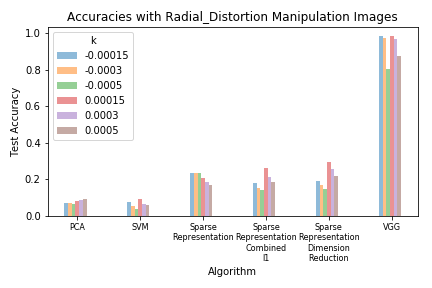 Accuracies with Radial_Distortion Manipulation Images
k
-0.00015
-0.0003
-0.0005
0.00015
0.0003
0.0005
Test Accuracy
1.0
0.8
0.6
0.4
0.2
0.0
PCA
SVM
Sparse
Representation
Sparse
Representation
Combined
l1
Sparse
Representation
Dimension
Reduction
VGG
Algorithm